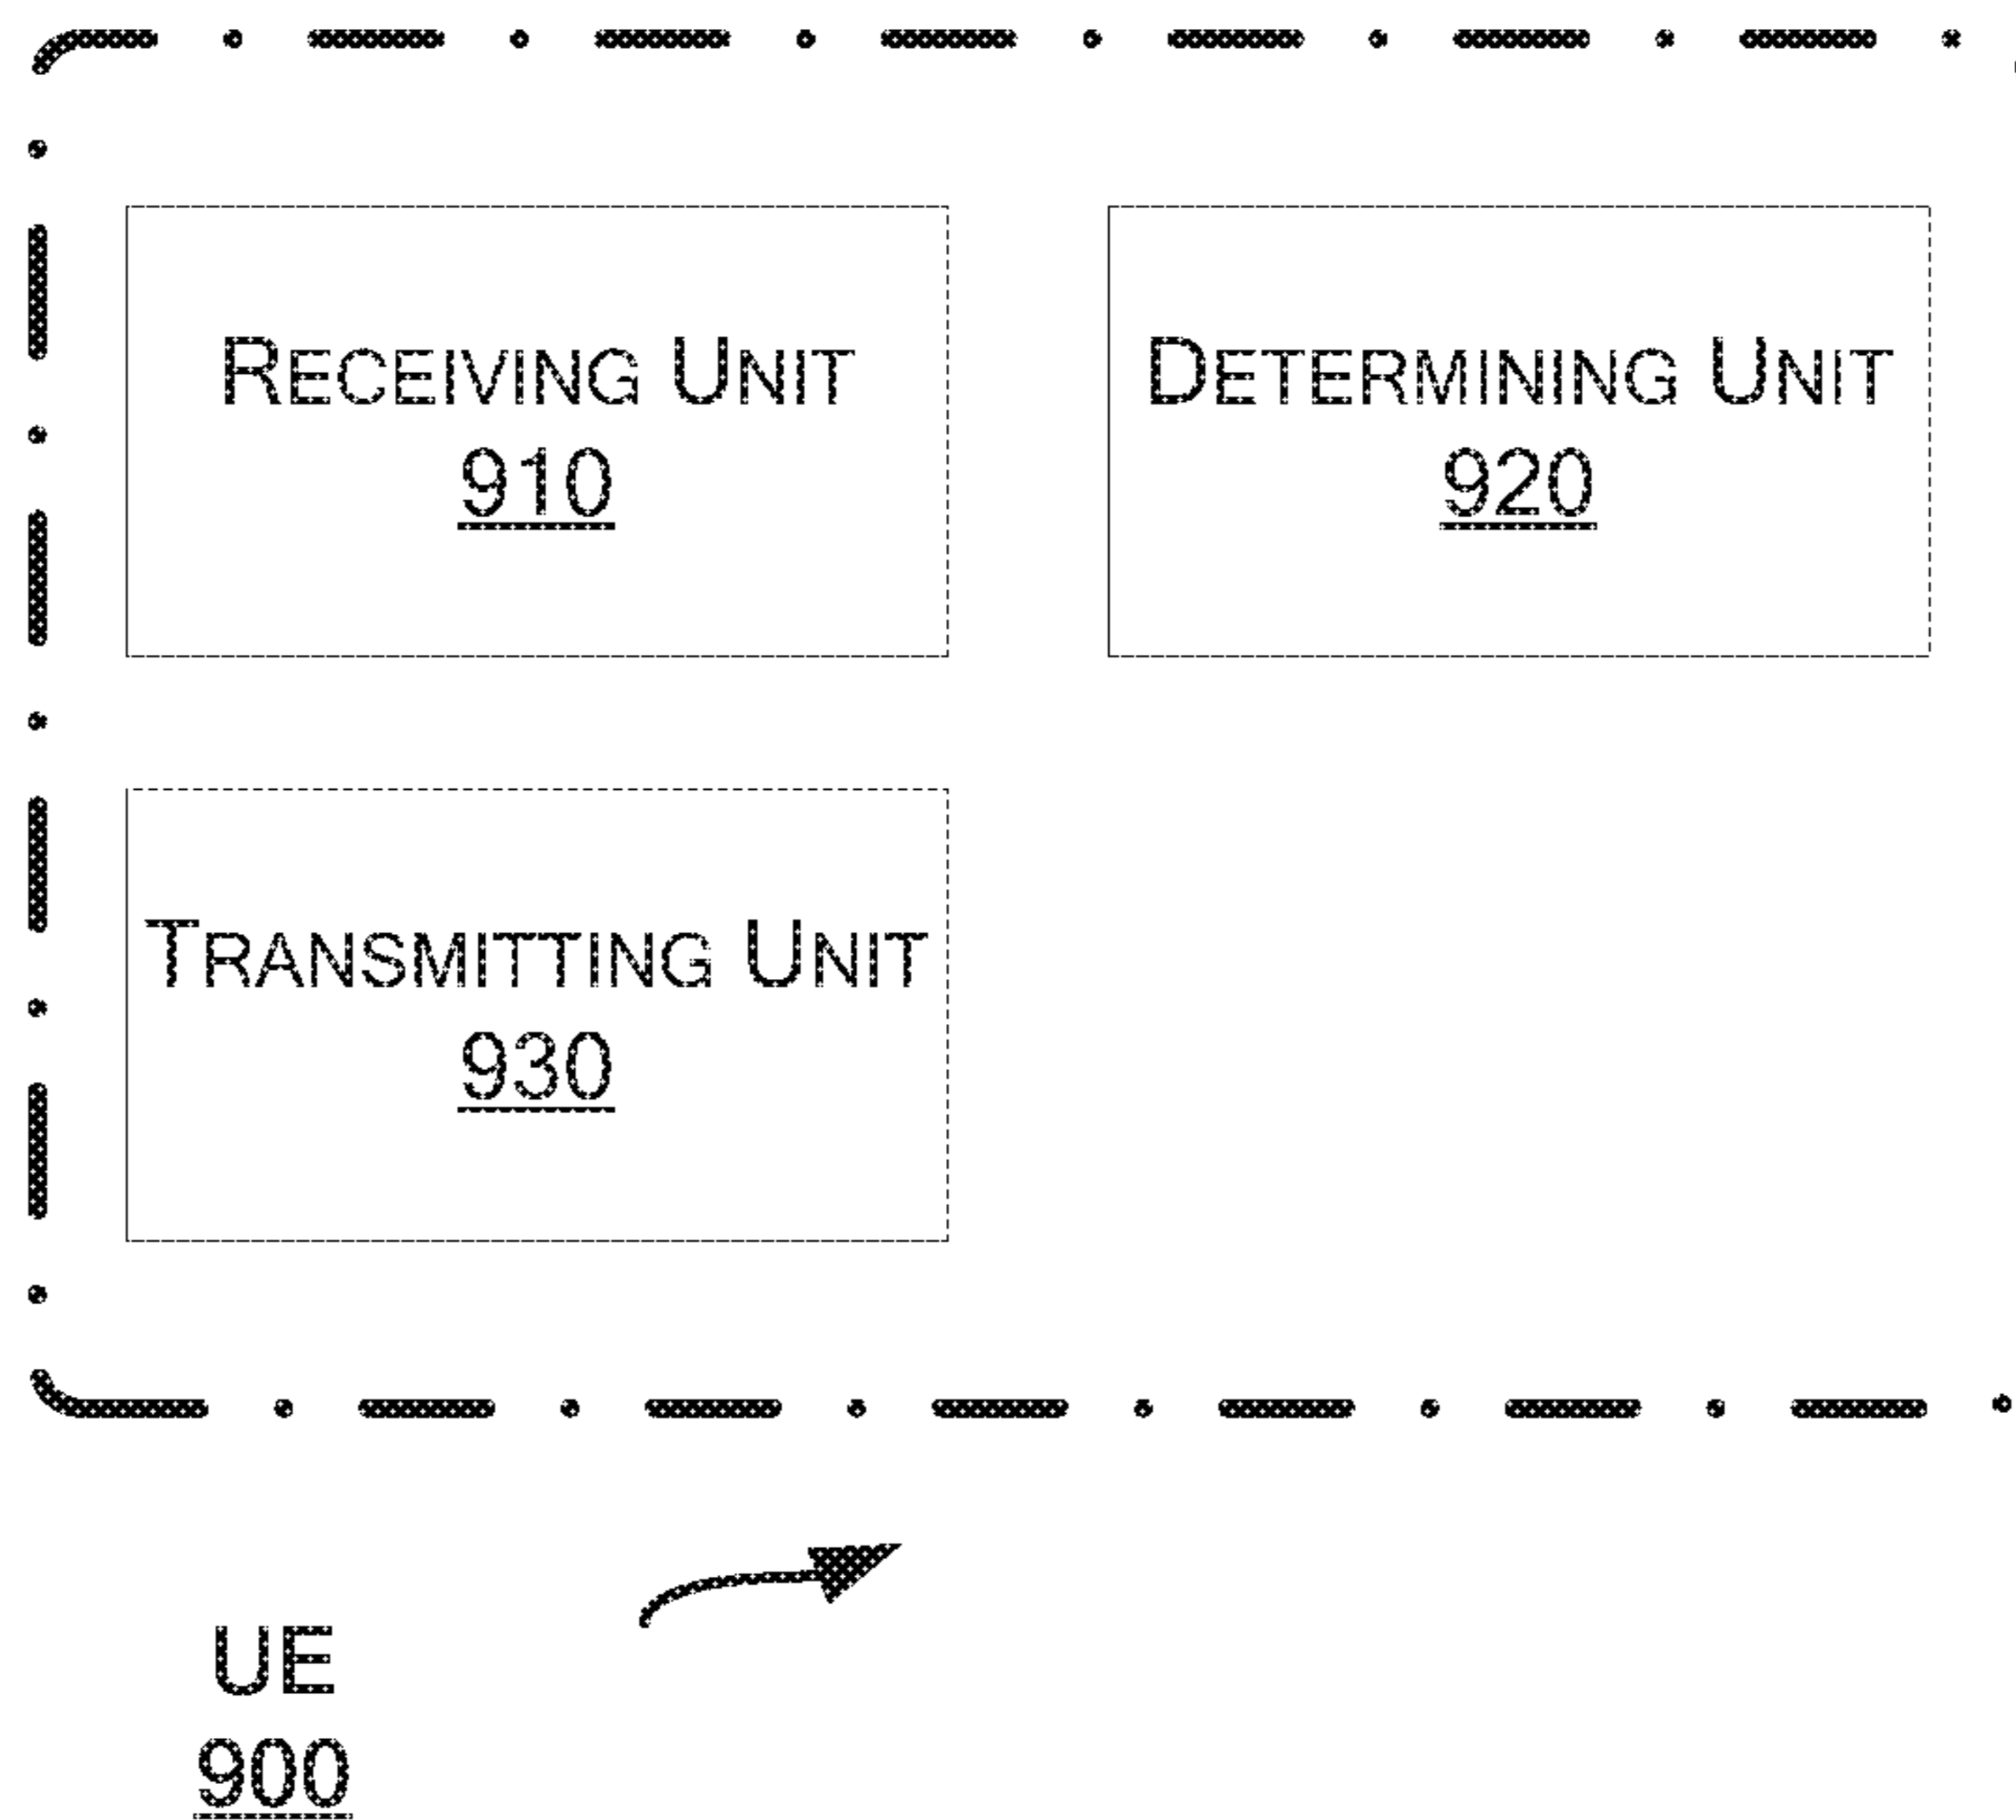 RECEIVING UNIT
910
DETERMINING UNIT
920
TRANSMITTING UNIT
930
UE
900